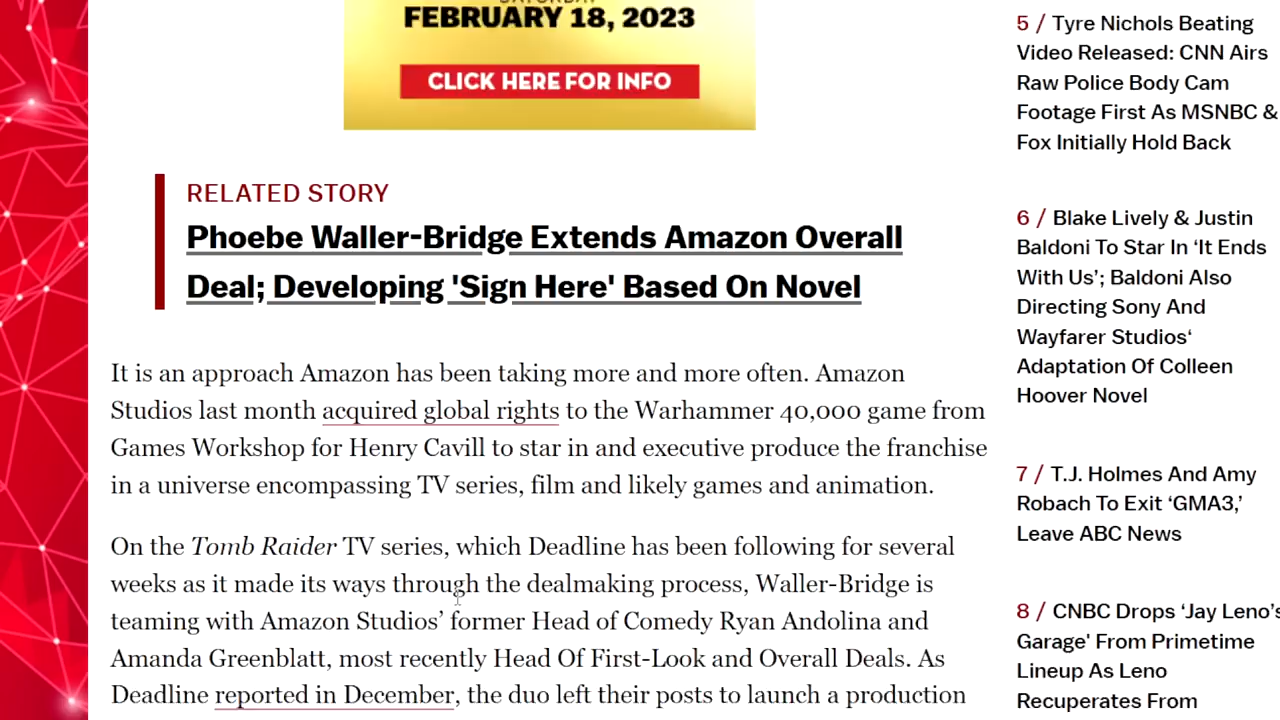 FEBRUARY 18, 2023
CLICK HERE FOR INFO
RELATED STORY
Phoebe Waller-Bridge Extends Amazon Overall
Deal; Developing 'Sign Here' Based On Novel
It is an approach Amazon has been taking more and more often. Amazon
Studios last month acquired global rights to the Warhammer 40,000 game from
Games Workshop for Henry Cavill to star in and executive produce the franchise
in a universe encompassing TV series, film and likely games and animation.
On the Tomb Raider TV series, which Deadline has been following for several
weeks as it made its ways through the dealmaking process, Waller-Bridge is
teaming with Amazon Studios’ former Head of Comedy Ryan Andolina and
Amanda Greenblatt, most recently Head Of First-Look and Overall Deals. As
Deadline reported in December, the duo left their posts to launch a production
5 / Tyre Nichols Beating
Video Released: CNN Airs
Raw Police Body Cam
Footage First As MSNBC &
Fox Initially Hold Back
6 / Blake Lively & Justin
Baldoni To Star In ‘It Ends
With Us’; Baldoni Also
Directing Sony And
Wayfarer Studios‘
Adaptation Of Colleen
Hoover Novel
7 / T.J. Holmes And Amy
Robach To Exit ‘GMA3,’
Leave ABC News
8 / CNBC Drops ‘Jay Leno’s
Garage' From Primetime
Lineup As Leno
Recuperates From